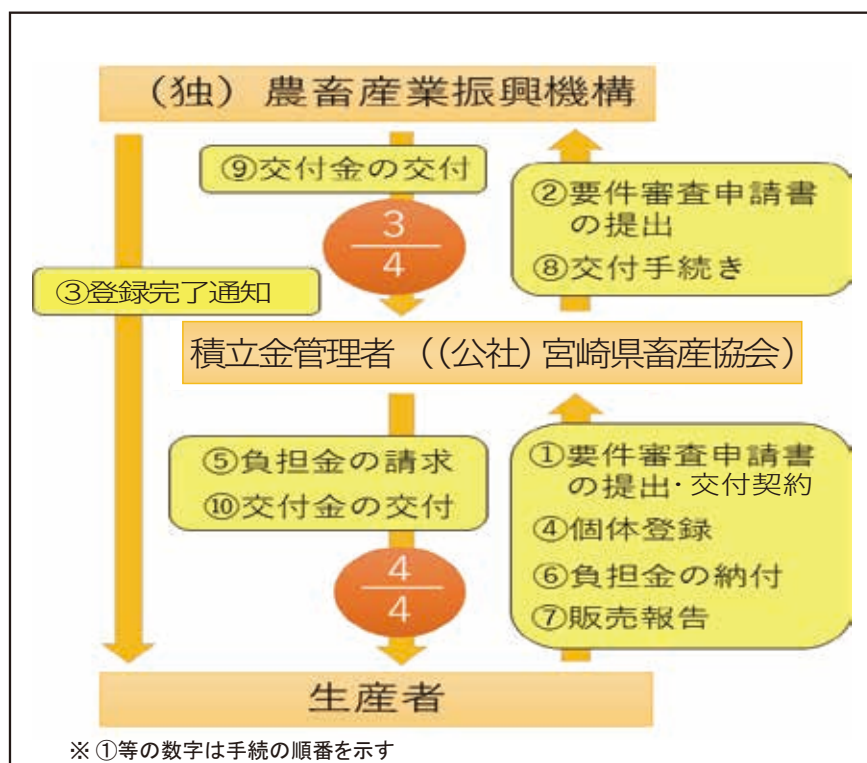 (独) 農畜産業振興機構
⑨交付金の交付
3
4
②要件審査申請書
の提出
⑧交付手続き
③登録完了通知
積立金管理者 ((公社) 宮崎県畜産協会)
⑤負担金の請求
⑩交付金の交付
4
4
①要件審査申請書
の提出・交付契約
④個体登録
⑥負担金の納付
⑦販売報告
生産者
※ ①等の数字は手続の順番を示す